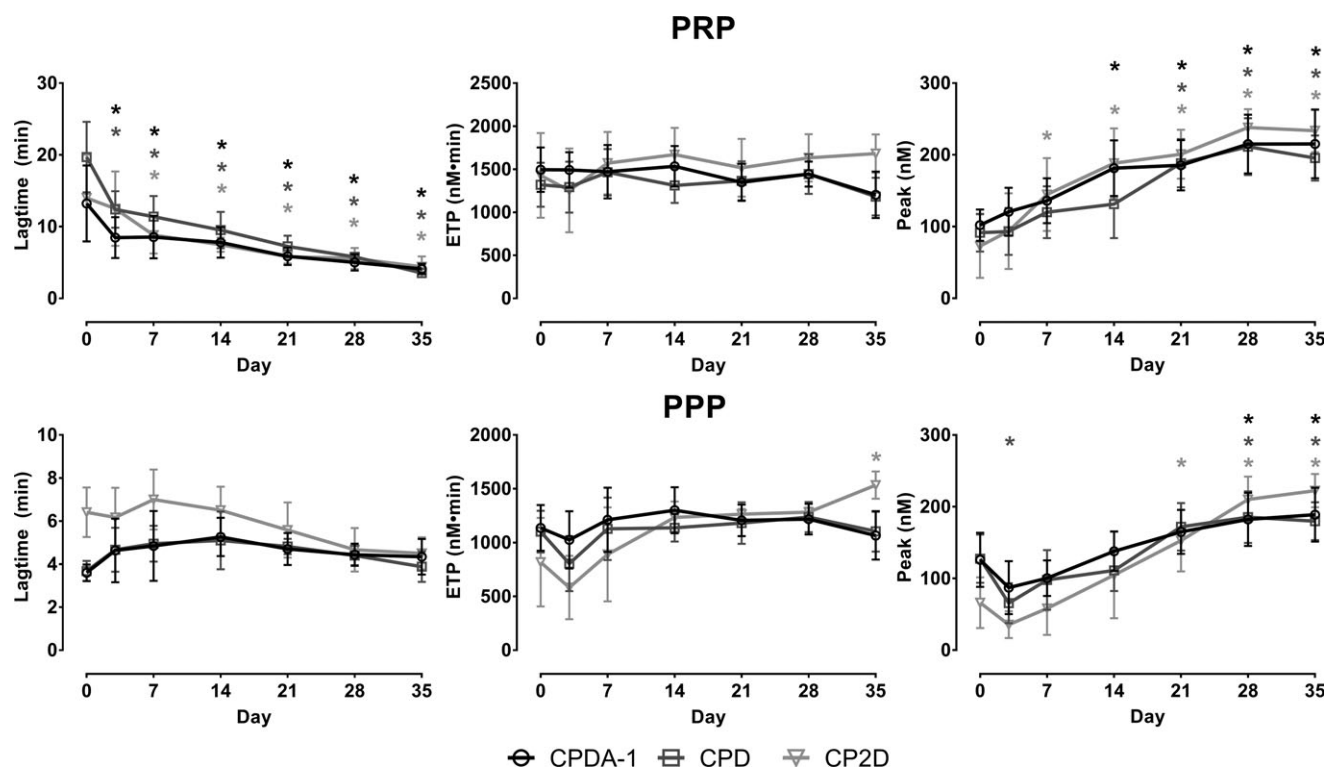 PRP
Lagtime (min)
30
20
10
0
0 7 14 21 28 35
Day
* * * * * *
* * * * * *
* * * * *
ETP (nM•min)
2500
2000
1500
1000
500
0
0 7 14 21 28 35
Day
Peak (nM)
300
200
100
0
0 7 14 21 28 35
Day
* * * *
* * *
* * * * *
PPP
Lagtime (min)
10
8
6
4
2
0
0 7 14 21 28 35
Day
ETP (nM•min)
2000
1500
1000
500
0
0 7 14 21 28 35
Day
*
Peak (nM)
300
200
100
0
0 7 14 21 28 35
Day
* *
* * *
* * *
CPDA-1 CPD CP2D